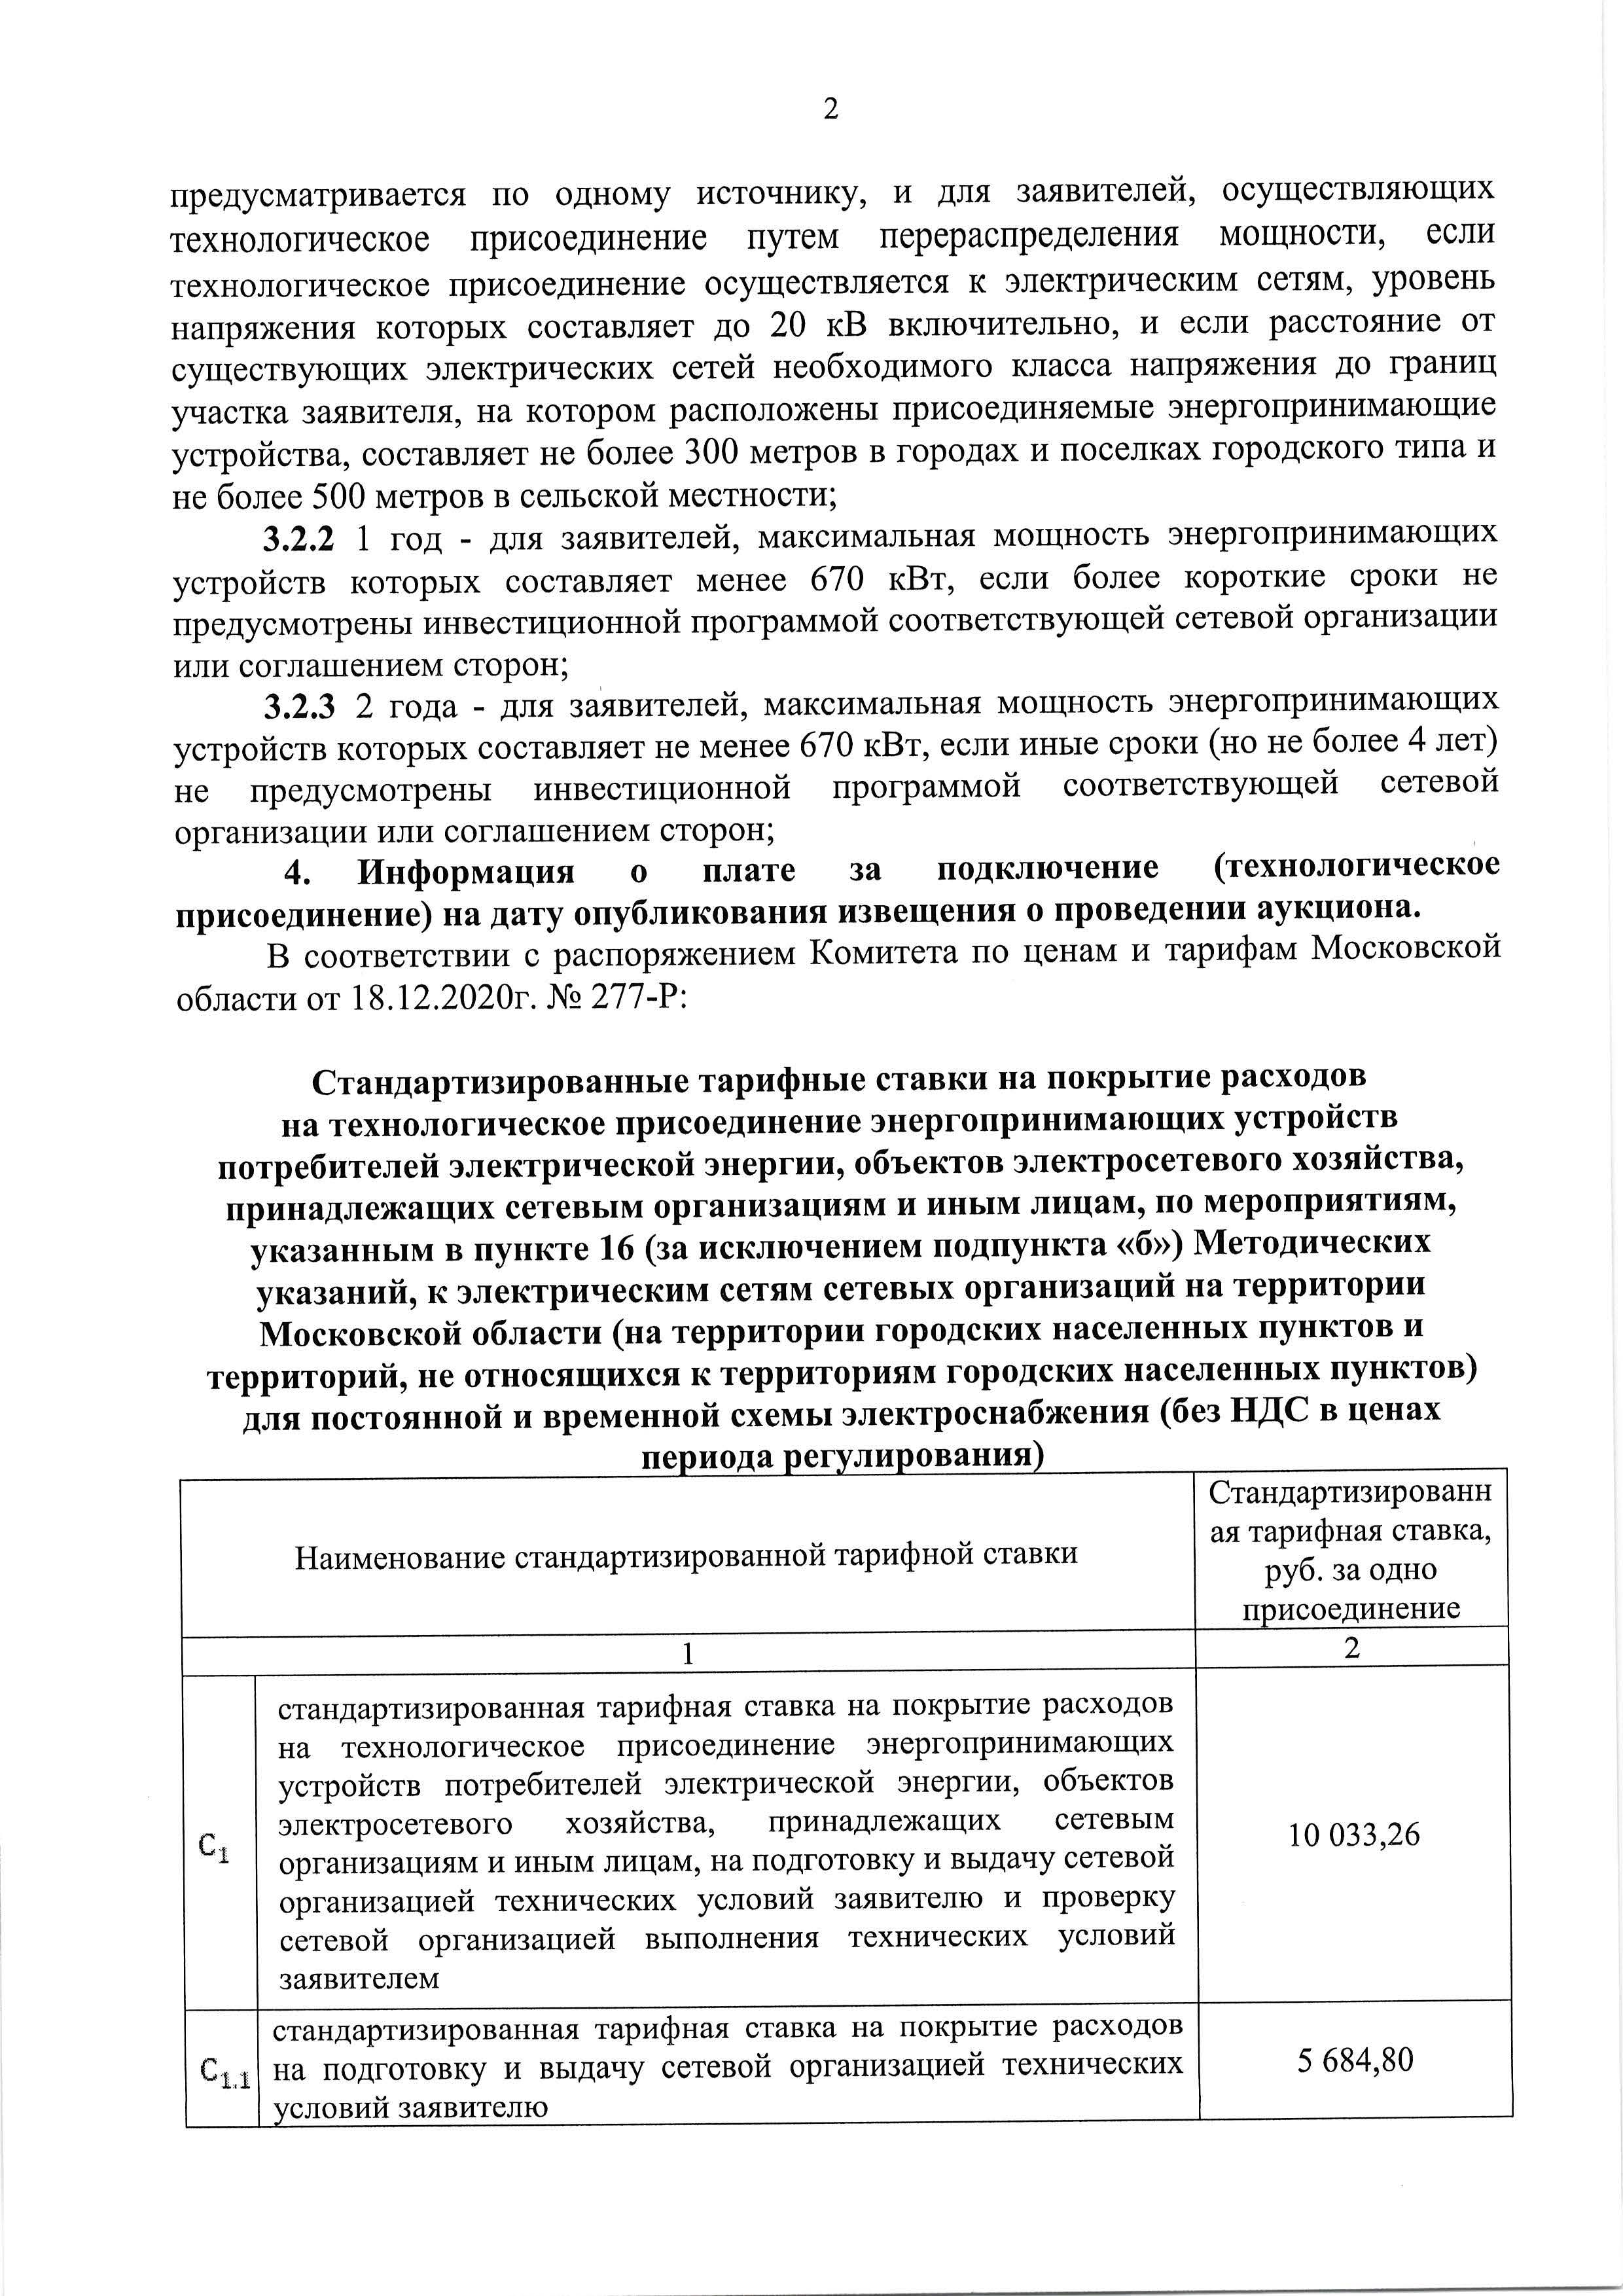 2
предусматривается по одному источнику, и для заявителей, осуществляющих
технологическое присоединение путем перераспределения мощности, если
технологическое присоединение осуществляется к электрическим сетям, уровень
напряжения которых составляет до 20 кВ включительно, и если расстояние от
существующих электрических сетей необходимого класса напряжения до границ
участка заявителя, на котором расположены присоединяемые энергопринимающие
устройства, составляет не более 300 метров в городах и поселках городского типа и
не более 500 метров в сельской местности;
3.2.2 1 год - для заявителей, максимальная мощность энергопринимающих
устройств которых составляет менее 670 кВт, если более короткие сроки не
предусмотрены инвестиционной программой соответствующей сетевой организации
или соглашением сторон;
3.2.3 2 года - для заявителей, максимальная мощность энергопринимающих
устройств которых составляет не менее 670 кВт, если иные сроки (но не более 4 лет)
не предусмотрены инвестиционной программой соответствующей сетевой
организации или соглашением сторон;
4. Информация о плате за подключение (технологическое
присоединение) на дату опубликования извещения о проведении аукциона.
В соответствии с распоряжением Комитета по ценам и тарифам Московской
области от 18.12.2020г. № 277-Р:
Стандартизированные тарифные ставки на покрытие расходов
на технологическое присоединение энергопринимающих устройств
потребителей электрической энергии, объектов электросетевого хозяйства,
принадлежащих сетевым организациям и иным лицам, по мероприятиям,
указанным в пункте 16 (за исключением подпункта «б») Методических
указаний, к электрическим сетям сетевых организаций на территории
Московской области (на территории городских населенных пунктов и
территорий, не относящихся к территориям городских населенных пунктов)
для постоянной и временной схемы электроснабжения (без НДС в ценах
периода регулирования)
Наименование стандартизированной тарифной ставки
Стандартизированн
ая тарифная ставка,
руб. за одно
присоединение
1
2
С1
стандартизированная тарифная ставка на покрытие расходов
на технологическое присоединение энергопринимающих
устройств потребителей электрической энергии, объектов
электросетевого хозяйства, принадлежащих сетевым
организациям и иным лицам, на подготовку и выдачу сетевой
организацией технических условий заявителю и проверку
сетевой организацией выполнения технических условий
заявителем
10 033,26
С1.1
стандартизированная тарифная ставка на покрытие расходов
на подготовку и выдачу сетевой организацией технических
условий заявителю
5 684,80